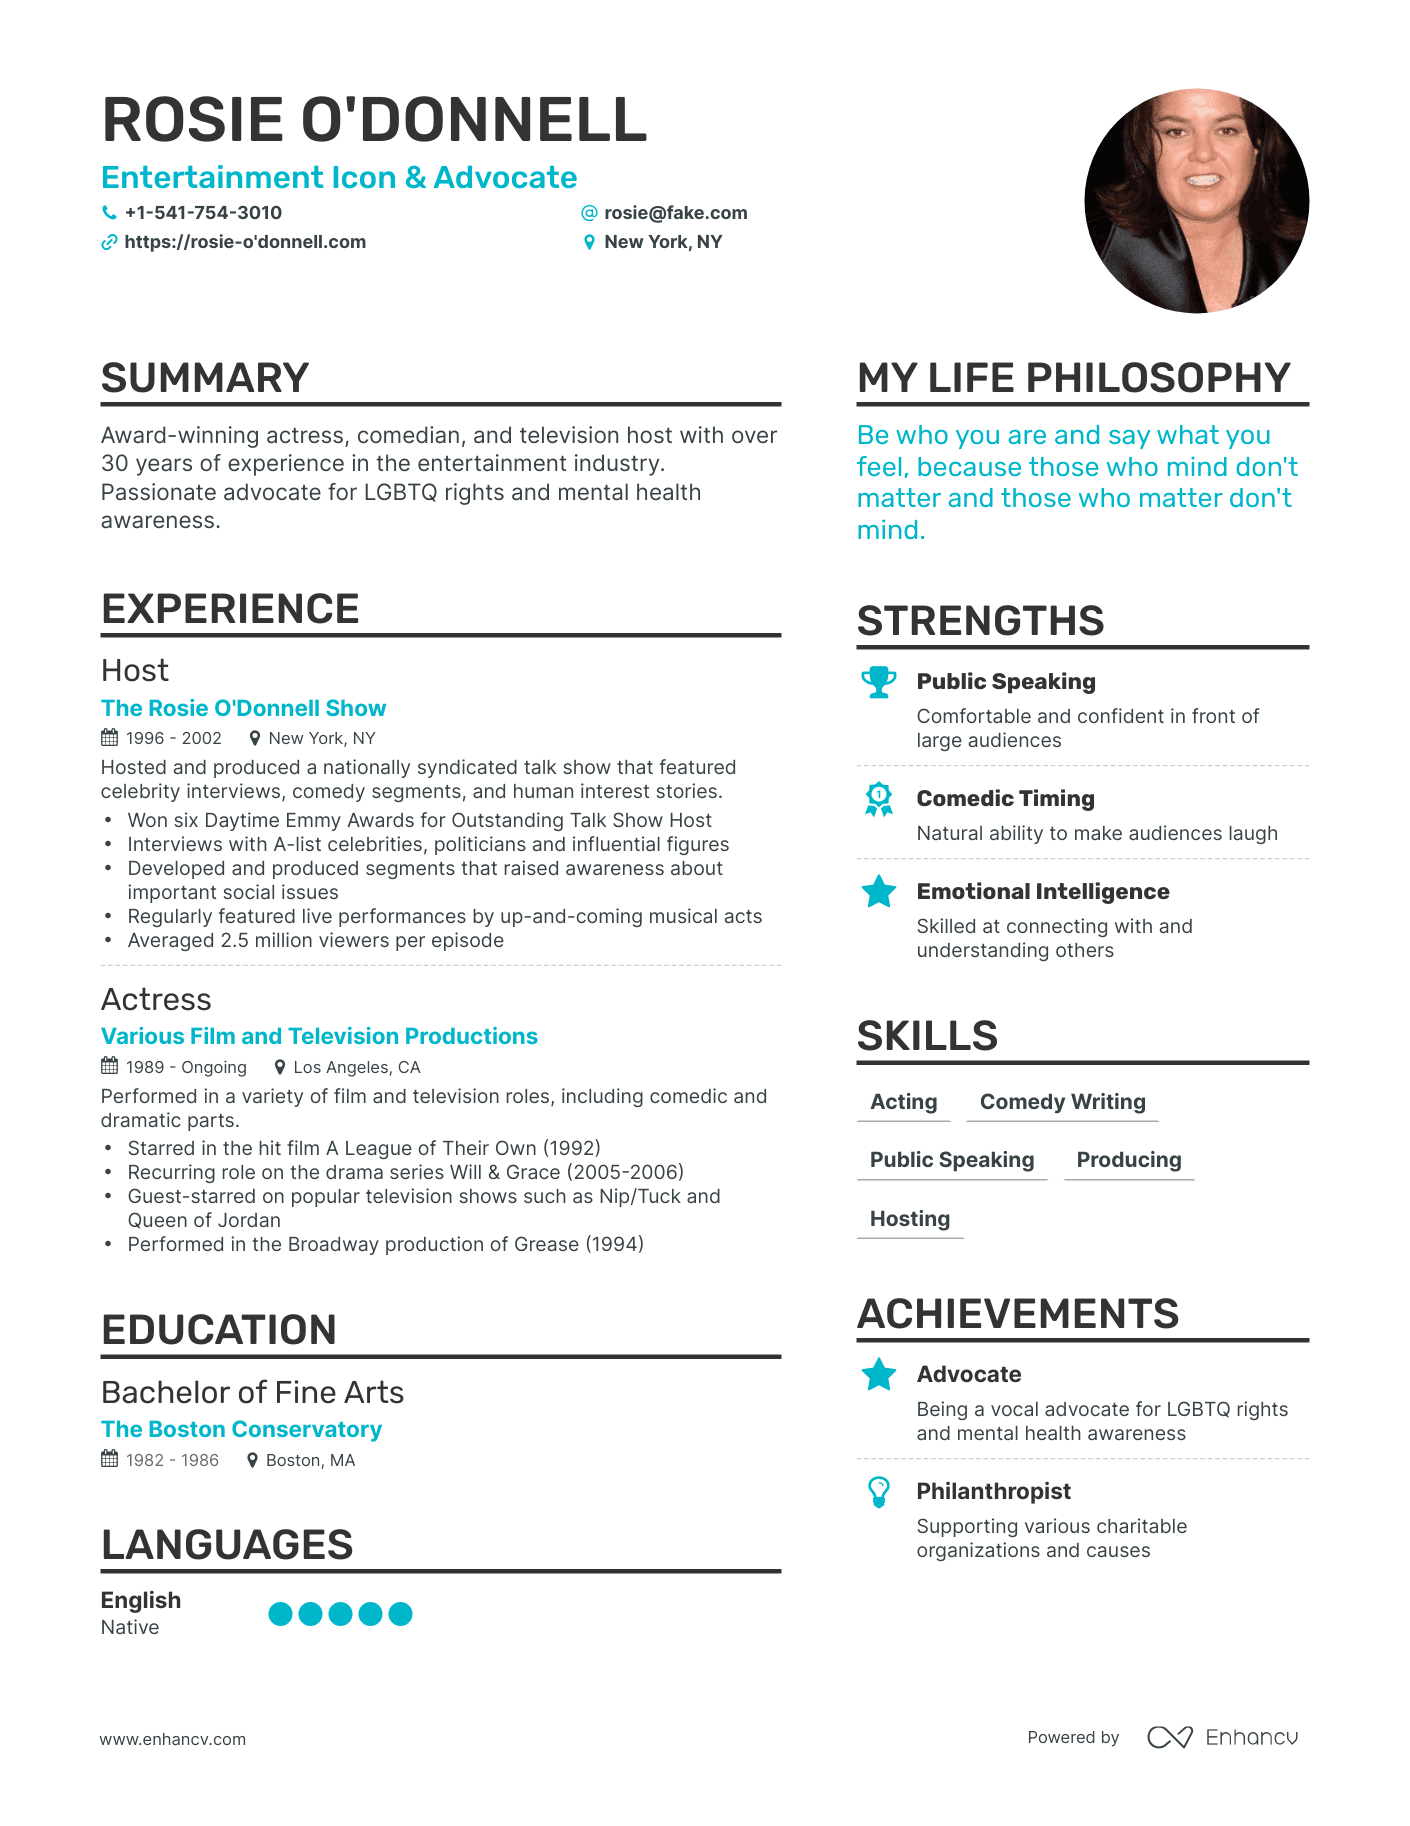 ROSIE O'DONNELL
Entertainment Icon & Advocate
+1-541-754-3010
rosie@fake.com
https://rosie-o'donnell.com
New York, NY
SUMMARY
Award-winning actress, comedian, and television host with over
30 years of experience in the entertainment industry.
Passionate advocate for LGBTQ rights and mental health
awareness.
EXPERIENCE
Host
The Rosie O'Donnell Show
1996 - 2002 New York, NY
Hosted and produced a nationally syndicated talk show that featured
celebrity interviews, comedy segments, and human interest stories.
• Won six Daytime Emmy Awards for Outstanding Talk Show Host
• Interviews with A-list celebrities, politicians and influential figures
• Developed and produced segments that raised awareness about
important social issues
• Regularly featured live performances by up-and-coming musical acts
• Averaged 2.5 million viewers per episode
Actress
Various Film and Television Productions
1989 - Ongoing Los Angeles, CA
Performed in a variety of film and television roles, including comedic and
dramatic parts.
• Starred in the hit film A League of Their Own (1992)
• Recurring role on the drama series Will & Grace (2005-2006)
• Guest-starred on popular television shows such as Nip/Tuck and
Queen of Jordan
• Performed in the Broadway production of Grease (1994)
EDUCATION
Bachelor of Fine Arts
The Boston Conservatory
1982 - 1986 Boston, MA
LANGUAGES
English
Native
MY LIFE PHILOSOPHY
Be who you are and say what you
feel, because those who mind don't
matter and those who matter don't
mind.
STRENGTHS
Public Speaking
Comfortable and confident in front of
large audiences
1
Comedic Timing
Natural ability to make audiences laugh
Emotional Intelligence
Skilled at connecting with and
understanding others
SKILLS
Acting Comedy Writing
Public Speaking Producing
Hosting
ACHIEVEMENTS
Advocate
Being a vocal advocate for LGBTQ rights
and mental health awareness
Philanthropist
Supporting various charitable
organizations and causes
www.enhancv.com
Powered by Enhancv